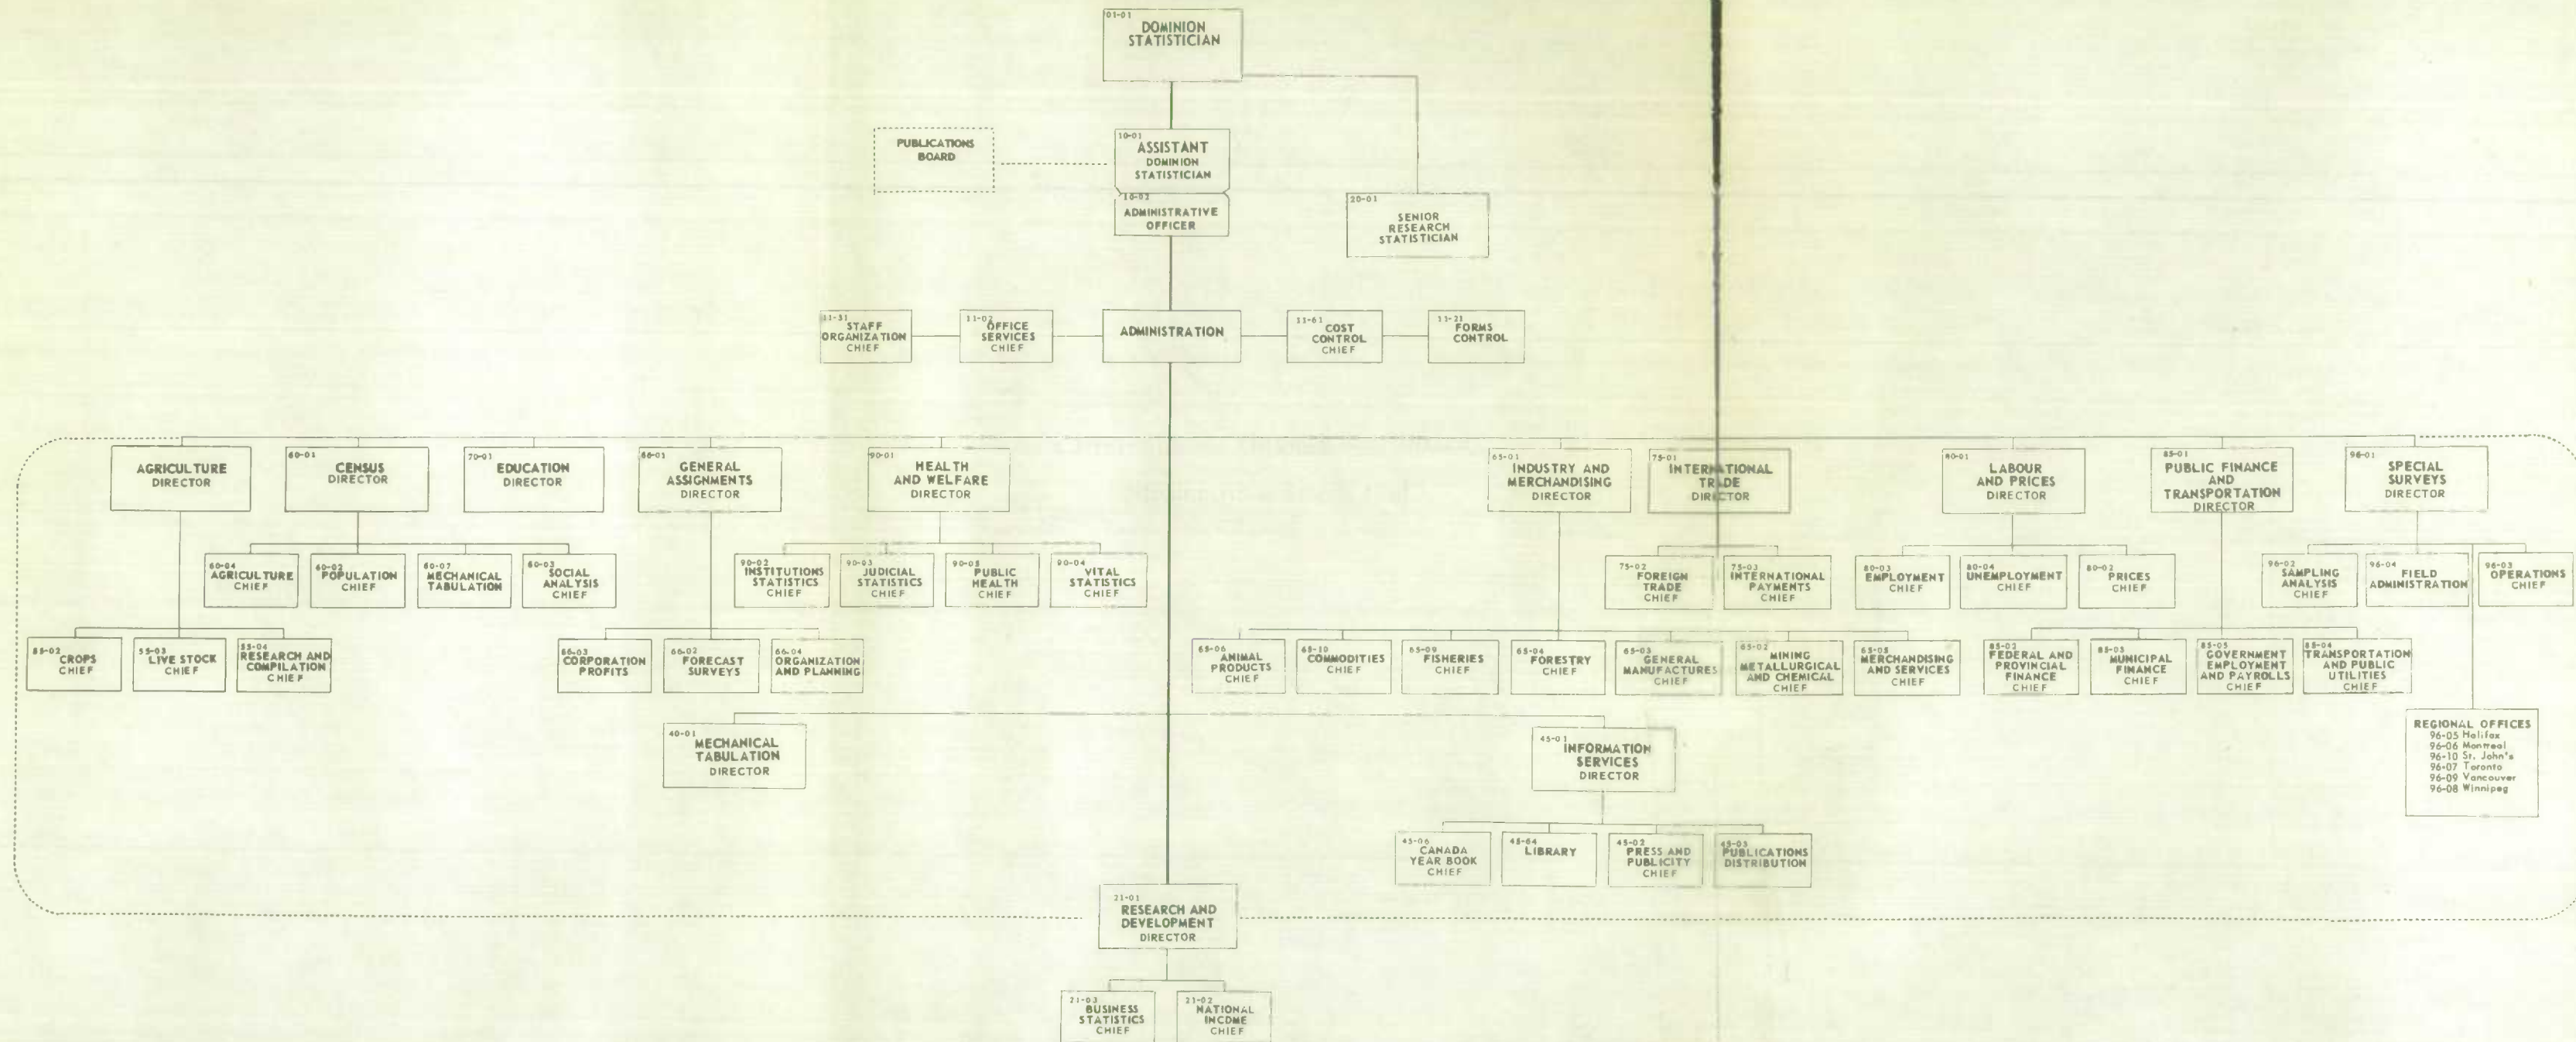 01-01
DOMINION
STATISTICIAN
PUBLICATIONS
BOARD
10-01
ASSISTANT
DOMINION
STATISTICIAN
10-02
ADMINISTRATIVE
OFFICER
20-01
SENIOR
RESEARCH
STATISTICIAN
11-31
STAFF
ORGANIZATION
CHIEF
11-02
OFFICE
SERVICES
CHIEF
ADMINISTRATION
11-61
COST
CONTROL
CHIEF
11-21
FORMS
CONTROL
AGRICULTURE
DIRECTOR
60-01
CENSUS
DIRECTOR
70-01
EDUCATION
DIRECTOR
66-01
GENERAL
ASSIGNMENTS
DIRECTOR
90-01
HEALTH
AND WELFARE
DIRECTOR
65-01
INDUSTRY AND
MERCHANDISING
DIRECTOR
75-01
INTERNATIONAL
TRADE
DIRECTOR
80-01
LABOUR
AND PRICES
DIRECTOR
85-01
PUBLIC FINANCE
AND
TRANSPORTATION
DIRECTOR
96-01
SPECIAL
SURVEYS
DIRECTOR
60-04
AGRICULTURE
CHIEF
60-02
POPULATION
CHIEF
60-07
MECHANICAL
TABULATION
60-03
SOCIAL
ANALYSIS
CHIEF
90-02
INSTITUTIONS
STATISTICS
CHIEF
90-03
JUDICIAL
STATISTICS
CHIEF
90-05
PUBLIC
HEALTH
CHIEF
90-04
VITAL
STATISTICS
CHIEF
75-02
FOREIGN
TRADE
CHIEF
75-03
INTERNATIONAL
PAYMENTS
CHIEF
80-03
EMPLOYMENT
CHIEF
80-04
UNEMPLOYMENT
CHIEF
80-02
PRICES
CHIEF
96-02
SAMPLING
ANALYSIS
CHIEF
96-04
FIELD
ADMINISTRATION
96-03
OPERATIONS
CHIEF
CROPS
CHIEF
55-03
LIVE STOCK
CHIEF
55-04
RESEARCH AND
COMPILATION
CHIEF
66-03
CORPORATION
PROFITS
66-02
FORECAST
SURVEYS
66-04
ORGANIZATION
AND PLANNING
65-06
ANIMAL
PRODUCTS
CHIEF
65-10
COMMODITIES
CHIEF
65-09
FISHERIES
CHIEF
65-04
FORESTRY
CHIEF
65-03
GENERAL
MANUFACTURES
CHIEF
65-02
MINING
METALLURGICAL
AND CHEMICAL
CHIEF
65-05
MERCHANDISING
AND SERVICES
CHIEF
85-02
FEDERAL AND
PROVINCIAL
FINANCE
CHIEF
85-03
MUNICIPAL
FINANCE
CHIEF
85-05
GOVERNMENT
EMPLOYMENT
AND PAYROLLS
CHIEF
85-04
TRANSPORTATION
AND PUBLIC
UTILITIES
CHIEF
REGIONAL OFFICES
96-05 Halifax
96-06 Montreal
96-10 St. John's
96-07 Toronto
96-09 Vancouver
96-08 Winnipeg
40-01
MECHANICAL
TABULATION
DIRECTOR
45-01
INFORMATION
SERVICES
DIRECTOR
45-06
CANADA
YEAR BOOK
CHIEF
45-04
LIBRARY
45-02
PRESS AND
PUBLICITY
CHIEF
45-03
PUBLICATIONS
DISTRIBUTION
21-01
RESEARCH AND
DEVELOPMENT
DIRECTOR
21-03
BUSINESS
STATISTICS
CHIEF
21-02
NATIONAL
INCOME
CHIEF